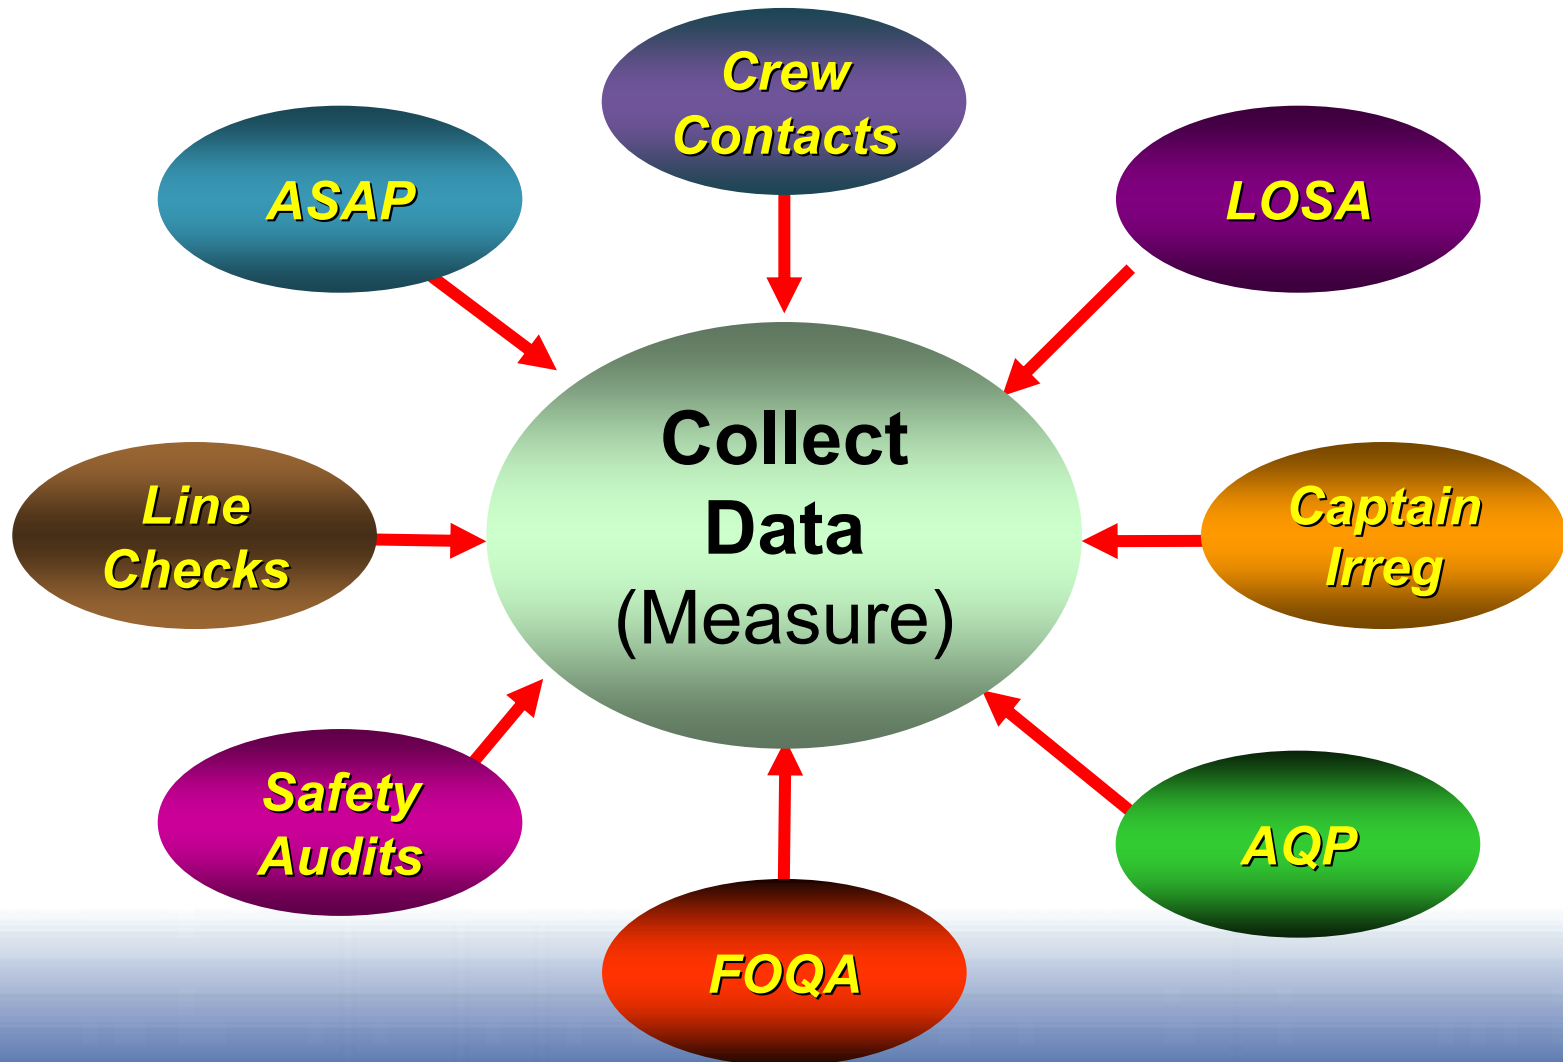 Crew
Contacts
ASAP
LOSA
Collect
Data
(Measure)
Line
Checks
Captain
Irreg
Safety
Audits
AQP
FOQA